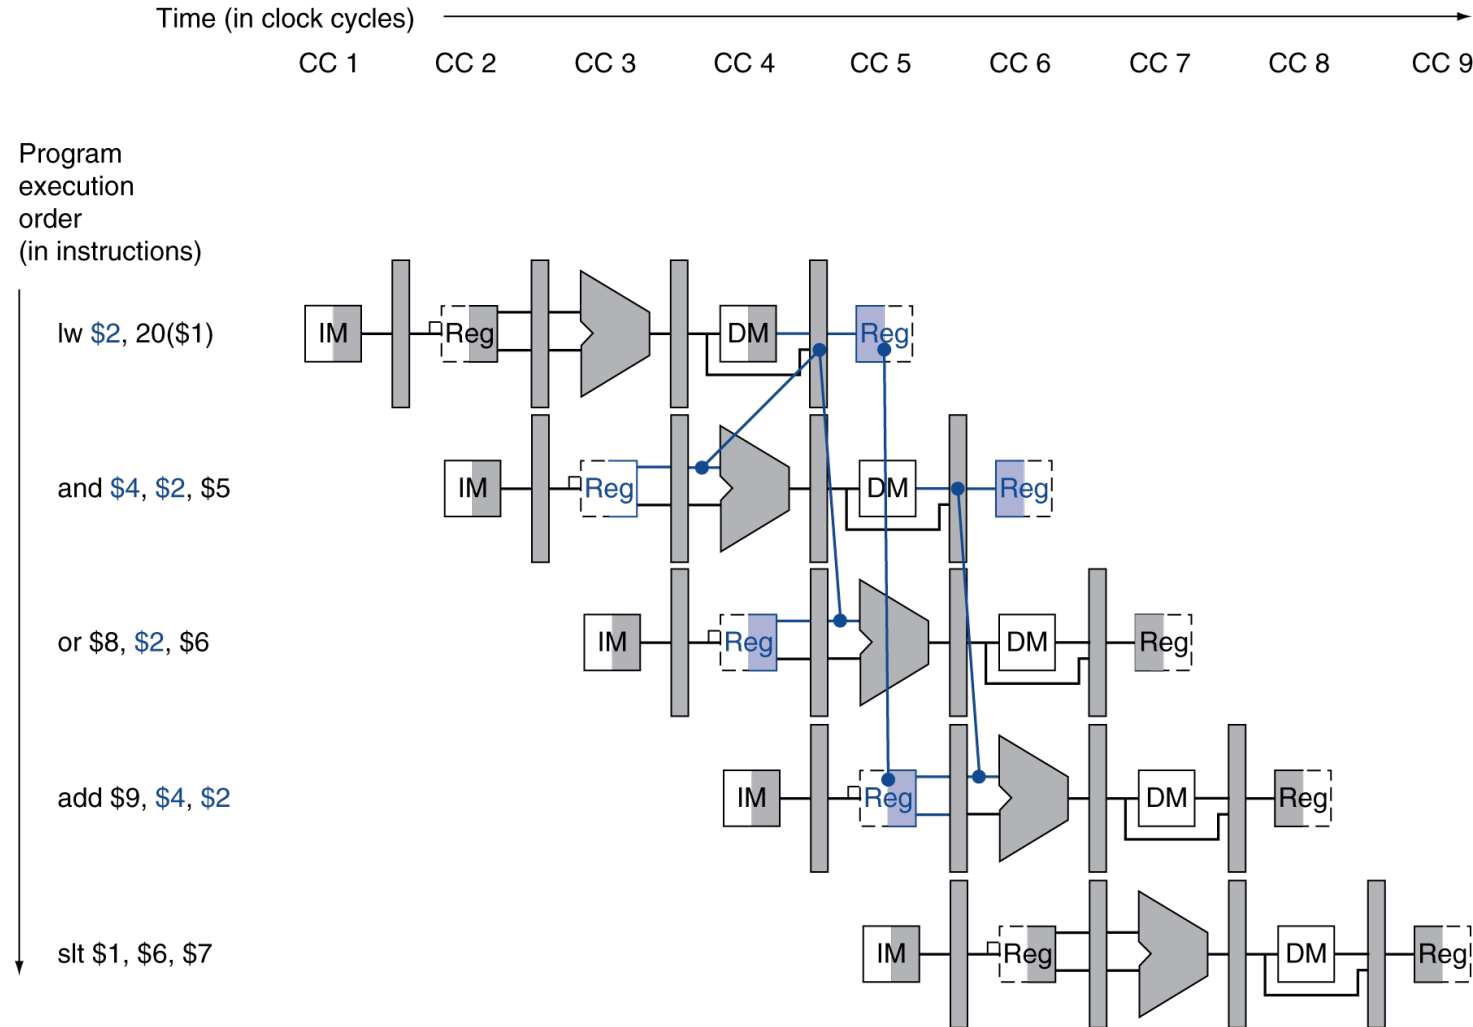 Time (in clock cycles)
CC 1 CC 2 CC 3 CC 4 CC 5 CC 6 CC 7 CC 8 CC 9
Program
execution
order
(in instructions)
lw $2, 20($1) IM Reg DM Reg
and $4, $2, $5 IM Reg DM Reg
or $8, $2, $6 IM Reg DM Reg
add $9, $4, $2 IM Reg DM Reg
slt $1, $6, $7 IM Reg DM Reg